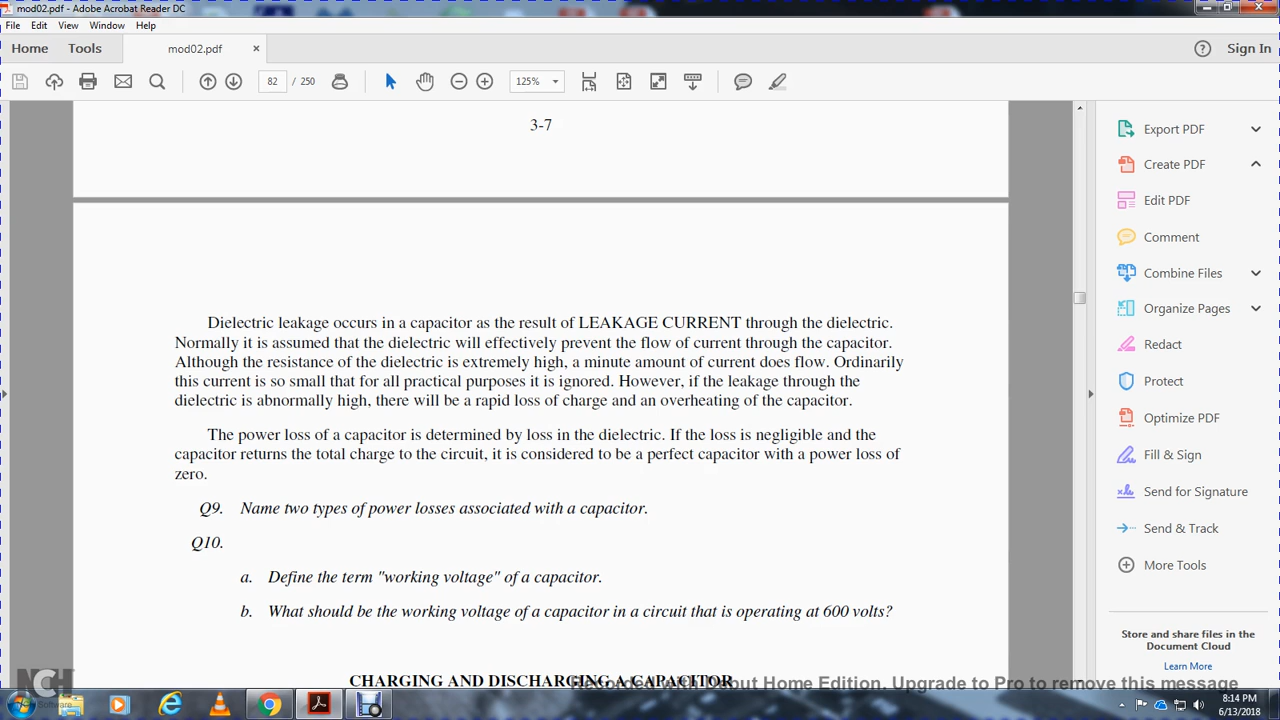 mod02.pdf - Adobe Acrobat Reader DC
File Edit View Window Help
Home Tools mod02.pdf × Sign In
82 / 250 125%
3-7
Dielectric leakage occurs in a capacitor as the result of LEAKAGE CURRENT through the dielectric.
Normally it is assumed that the dielectric will effectively prevent the flow of current through the capacitor.
Although the resistance of the dielectric is extremely high, a minute amount of current does flow. Ordinarily
this current is so small that for all practical purposes it is ignored. However, if the leakage through the
dielectric is abnormally high, there will be a rapid loss of charge and an overheating of the capacitor.
The power loss of a capacitor is determined by loss in the dielectric. If the loss is negligible and the
capacitor returns the total charge to the circuit, it is considered to be a perfect capacitor with a power loss of
zero.
Q9. Name two types of power losses associated with a capacitor.
Q10.
a. Define the term "working voltage" of a capacitor.
b. What should be the working voltage of a capacitor in a circuit that is operating at 600 volts?
CHARGING AND DISCHARGING A CAPACITOR
Export PDF
Create PDF
Edit PDF
Comment
Combine Files
Organize Pages
Redact
Protect
Optimize PDF
Fill & Sign
Send for Signature
Send & Track
More Tools
Store and share files in the
Document Cloud
Learn More
NCH
Software
out Home Edition. Upgrade to Pro to remove this message
8:14 PM
6/13/2018